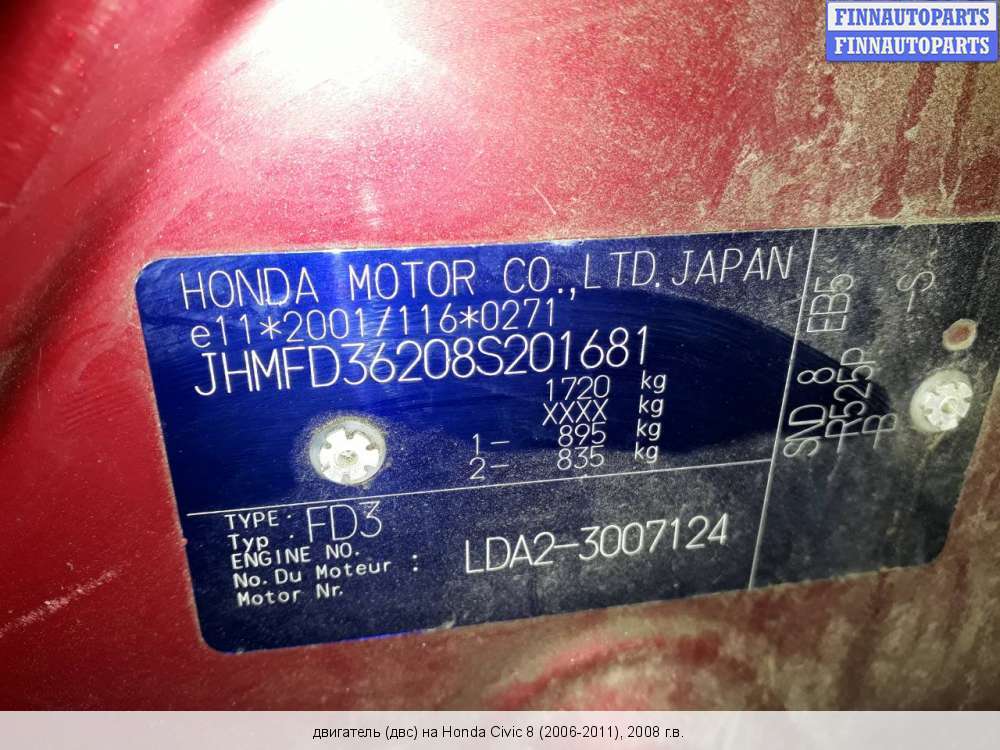 FINNAUTOPARTS
FINNAUTOPARTS
HONDA MOTOR CO.,LTD.JAPAN
e11*2001/116*0271
JHMFD36208S201681
1720 kg
XXXX kg
1- 895 kg
2- 835 kg
TYPE:
Typ : FD3
ENGINE NO.
No.Du Moteur :
Motor Nr.
LDA2-3007124
SND 8 EB5
R525P -S
B
двигатель (двс) на Honda Civic 8 (2006-2011), 2008 г.в.